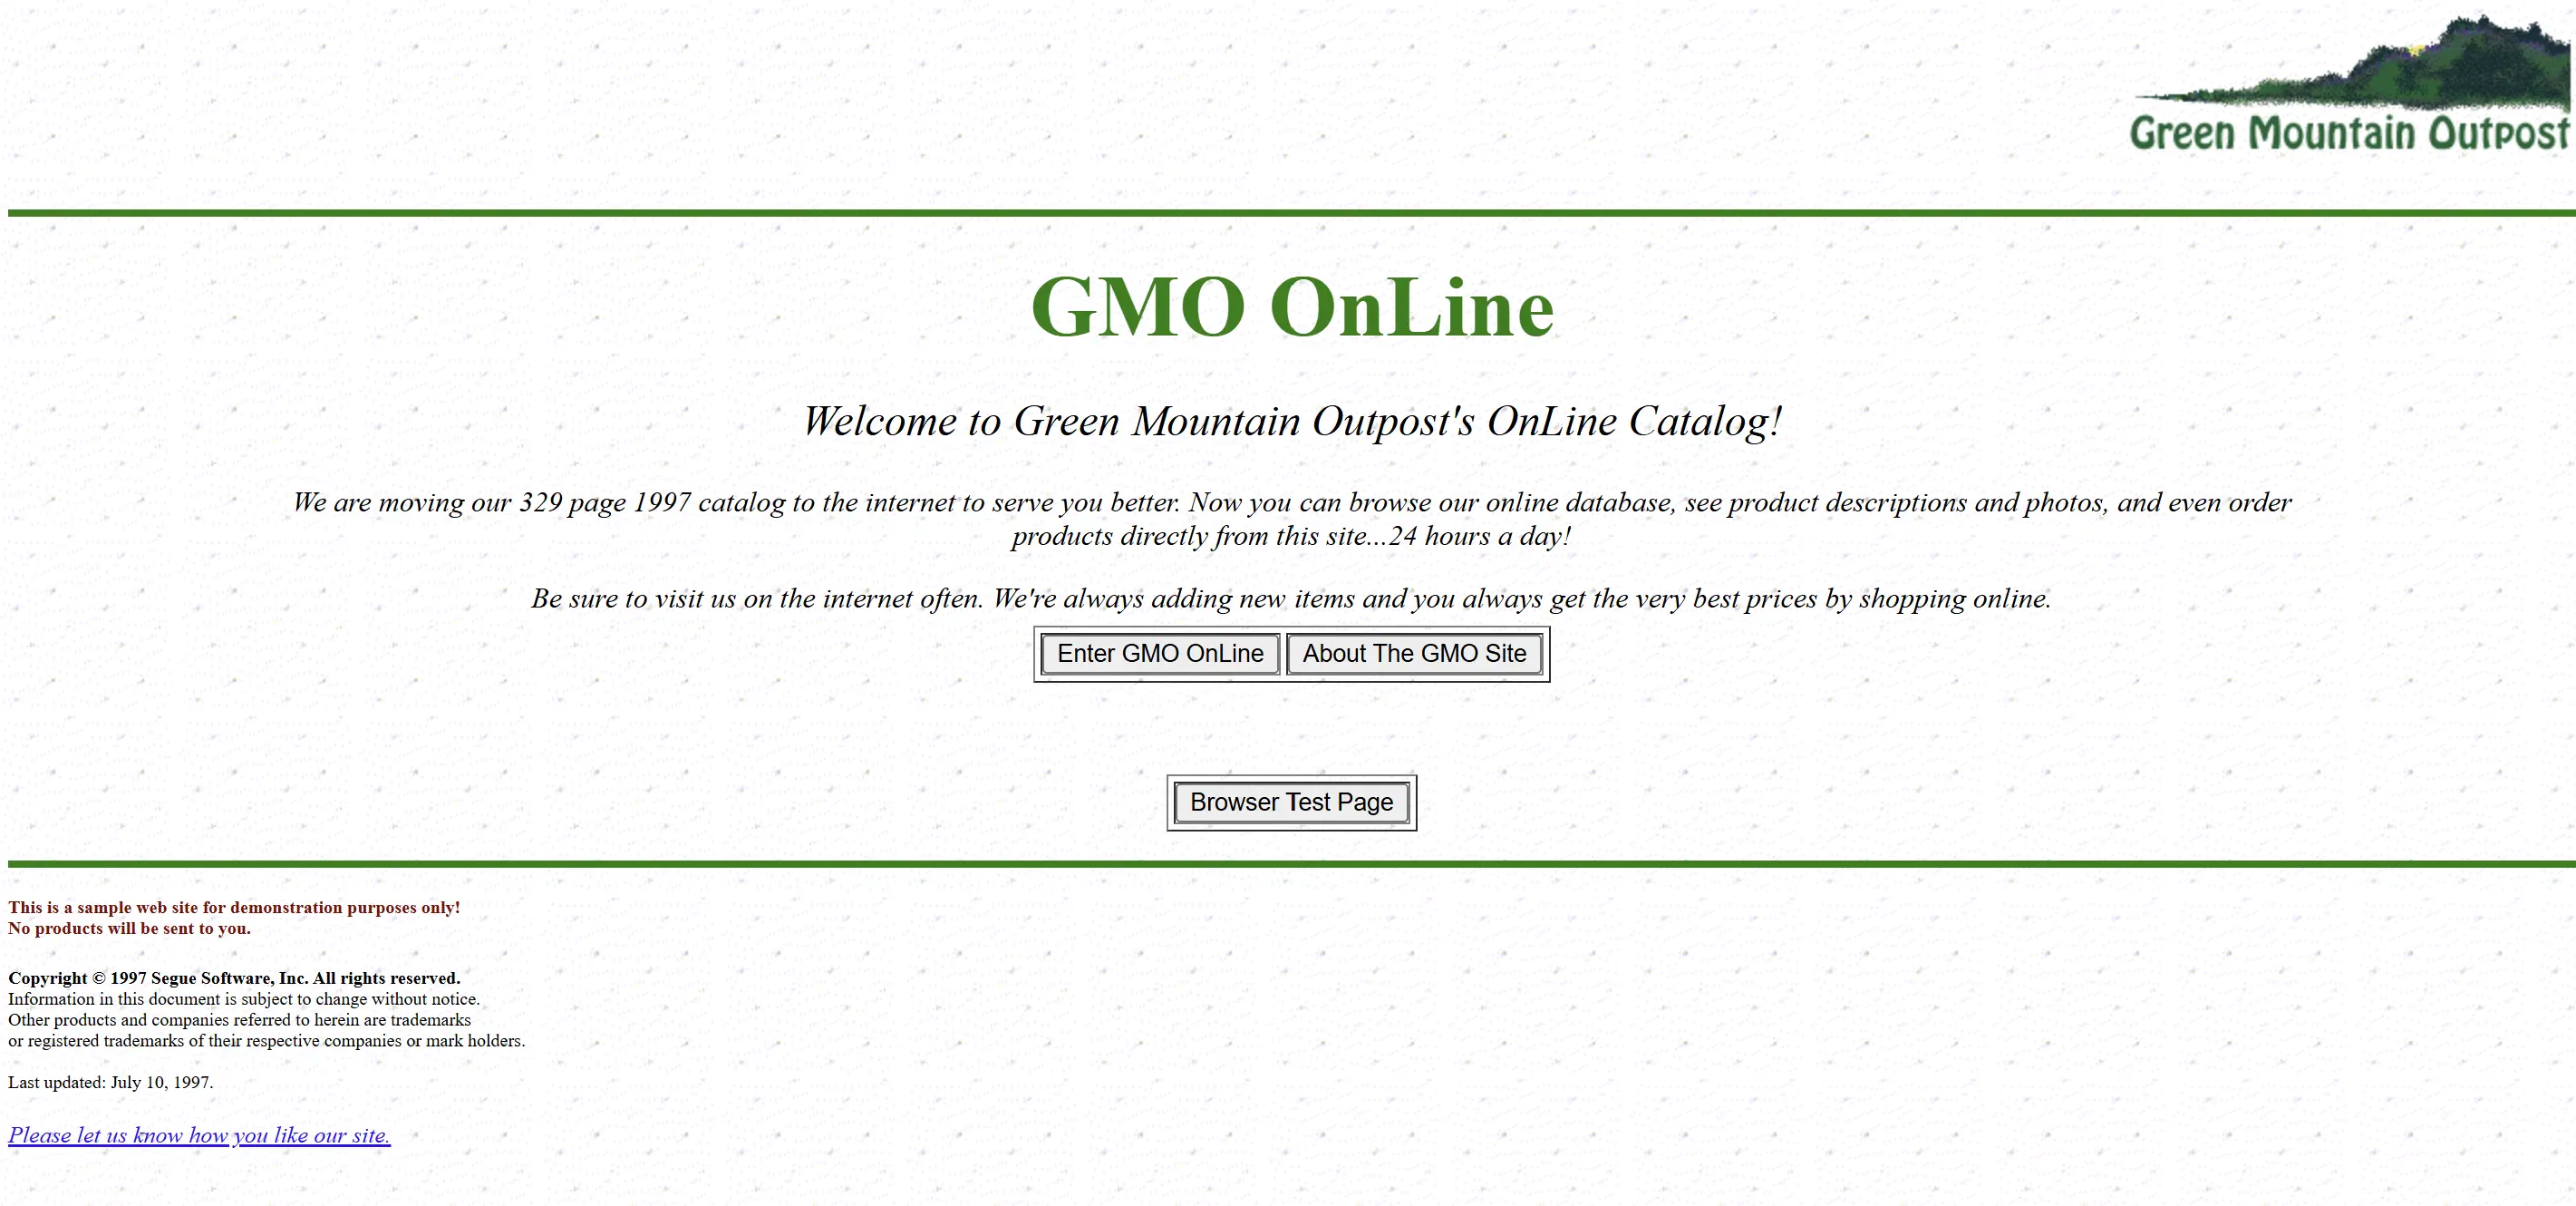 Green Mountain Outpost
GMO OnLine
Welcome to Green Mountain Outpost's OnLine Catalog!
We are moving our 329 page 1997 catalog to the internet to serve you better. Now you can browse our online database, see product descriptions and photos, and even order
products directly from this site...24 hours a day!
Be sure to visit us on the internet often. We're always adding new items and you always get the very best prices by shopping online.
Enter GMO OnLine About The GMO Site
Browser Test Page
This is a sample web site for demonstration purposes only!
No products will be sent to you.
Copyright © 1997 Segue Software, Inc. All rights reserved.
Information in this document is subject to change without notice.
Other products and companies referred to herein are trademarks
or registered trademarks of their respective companies or mark holders.
Last updated: July 10, 1997.
Please let us know how you like our site.